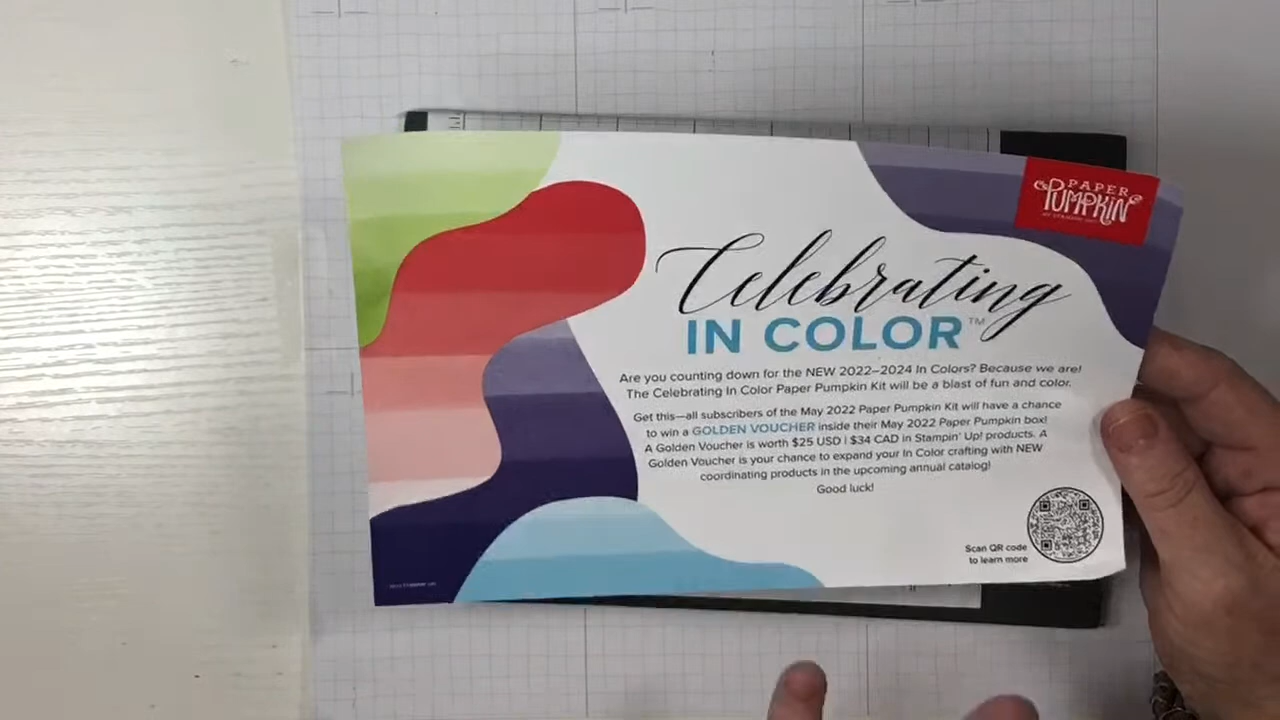 PAPER
PUMPKIN
Celebrating
IN COLOR™
Are you counting down for the NEW 2022–2024 In Colors? Because we are!
The Celebrating In Color Paper Pumpkin Kit will be a blast of fun and color.
Get this—all subscribers of the May 2022 Paper Pumpkin Kit will have a chance
to win a GOLDEN VOUCHER inside their May 2022 Paper Pumpkin box!
A Golden Voucher is worth $25 USD | $34 CAD in Stampin' Up! products. A
Golden Voucher is your chance to expand your In Color crafting with NEW
coordinating products in the upcoming annual catalog!
Good luck!
Scan QR code
to learn more